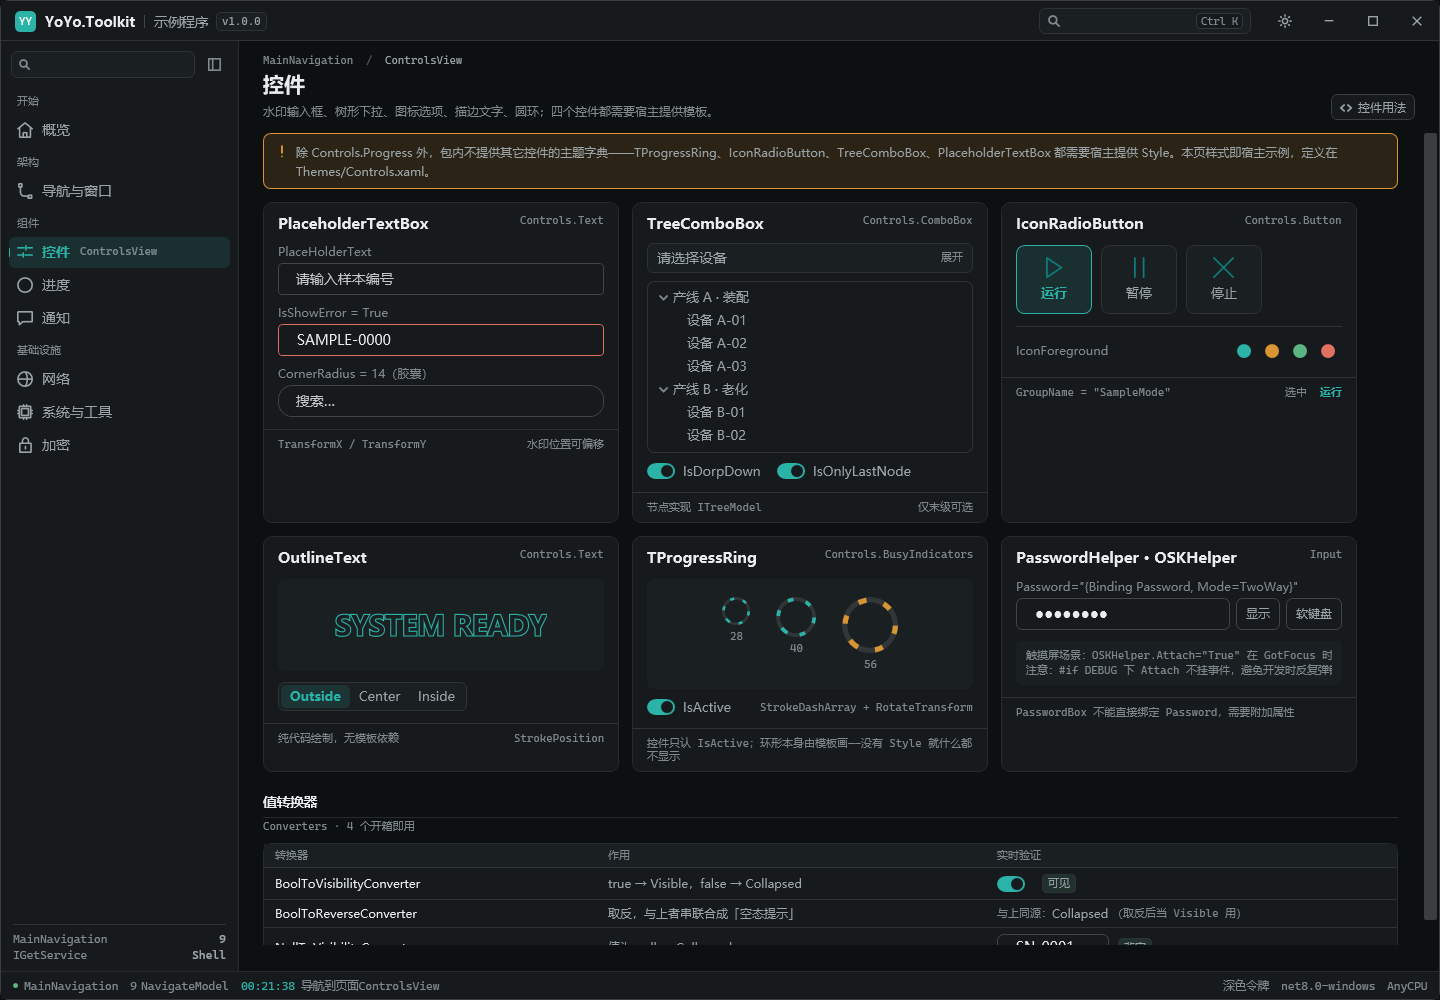 YY YoYo.Toolkit 示例程序 v1.0.0 Ctrl K
开始
概览
架构
导航与窗口
组件
控件 ControlsView
进度
通知
基础设施
网络
系统与工具
加密
MainNavigation 9
IGetService Shell
MainNavigation / ControlsView
控件
水印输入框、树形下拉、图标选项、描边文字、圆环；四个控件都需要宿主提供模板。
控件用法
! 除 Controls.Progress 外，包内不提供其它控件的主题字典——TProgressRing、IconRadioButton、TreeComboBox、PlaceholderTextBox 都需要宿主提供 Style。本页样式即宿主示例，定义在
Themes/Controls.xaml。
PlaceholderTextBox Controls.Text
PlaceHolderText
请输入样本编号
IsShowError = True
SAMPLE-0000
CornerRadius = 14（胶囊）
搜索...
TransformX / TransformY 水印位置可偏移
TreeComboBox Controls.ComboBox
请选择设备 展开
产线 A · 装配
设备 A-01
设备 A-02
设备 A-03
产线 B · 老化
设备 B-01
设备 B-02
IsDorpDown IsOnlyLastNode
节点实现 ITreeModel 仅末级可选
IconRadioButton Controls.Button
运行 暂停 停止
IconForeground
GroupName = "SampleMode" 选中 运行
OutlineText Controls.Text
SYSTEM READY
Outside Center Inside
纯代码绘制，无模板依赖 StrokePosition
TProgressRing Controls.BusyIndicators
28 40 56
IsActive StrokeDashArray + RotateTransform
控件只认 IsActive；环形本身由模板画——没有 Style 就什么都
不显示
PasswordHelper • OSKHelper Input
Password="{Binding Password, Mode=TwoWay}"
●●●●●●●● 显示 软键盘
触摸屏场景：OSKHelper.Attach="True" 在 GotFocus 时
注意：#if DEBUG 下 Attach 不挂事件，避免开发时反复弹
PasswordBox 不能直接绑定 Password，需要附加属性
值转换器
Converters · 4 个开箱即用
转换器 作用 实时验证
BoolToVisibilityConverter true → Visible，false → Collapsed 可见
BoolToReverseConverter 取反，与上者串联合成「空态提示」 与上同源：Collapsed （取反后当 Visible 用）
MainNavigation 9 NavigateModel 00:21:38 导航到页面ControlsView 深色令牌 net8.0-windows AnyCPU